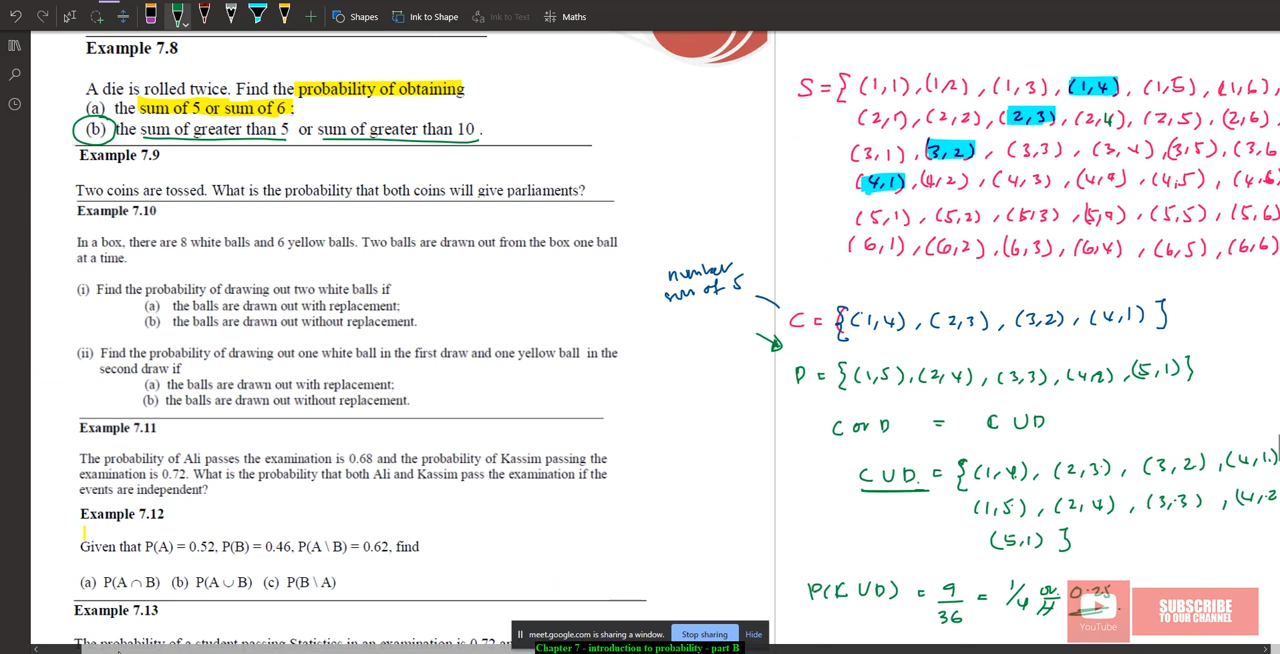 Shapes Ink to Shape Ink to Text Maths
Example 7.8
A die is rolled twice. Find the probability of obtaining
(a) the sum of 5 or sum of 6 ;
(b) the sum of greater than 5 or sum of greater than 10 .
Example 7.9
Two coins are tossed. What is the probability that both coins will give parliaments?
Example 7.10
In a box, there are 8 white balls and 6 yellow balls. Two balls are drawn out from the box one ball
at a time.
(i) Find the probability of drawing out two white balls if
(a) the balls are drawn out with replacement;
(b) the balls are drawn out without replacement.
(ii) Find the probability of drawing out one white ball in the first draw and one yellow ball in the
second draw if
(a) the balls are drawn out with replacement;
(b) the balls are drawn out without replacement.
Example 7.11
The probability of Ali passes the examination is 0.68 and the probability of Kassim passing the
examination is 0.72. What is the probability that both Ali and Kassim pass the examination if the
events are independent?
Example 7.12
Given that P(A) = 0.52, P(B) = 0.46, P(A \ B) = 0.62, find
(a) P(A ∩ B) (b) P(A ∪ B) (c) P(B \ A)
Example 7.13
The probability of a student passing Statistics in an examination is 0.72
S = { (1,1) , (1,2) , (1,3) , (1,4) , (1,5) , (1,6) ,
(2,1) , (2,2) , (2,3) , (2,4) , (2,5) , (2,6)
(3,1) , (3,2) , (3,3) , (3,4) , (3,5) , (3,6
(4,1) , (4,2) , (4,3) , (4,4) , (4,5) , (4,6
(5,1) , (5,2) , (5,3) , (5,4) , (5,5) , (5,6
(6,1) , (6,2) , (6,3) , (6,4) , (6,5) , (6,6)
number
sum of 5
C = { (1,4) , (2,3) , (3,2) , (4,1) }
D = { (1,5) , (2,4) , (3,3) , (4,2) , (5,1) }
C or D = C ∪ D
C ∪ D. = { (1,4) , (2,3) , (3,2) , (4,1)
(1,5) , (2,4) , (3,3) , (4,2
(5,1) }
P(C ∪ D) = 9/36 = 1/4 or 0.25
YouTube
SUBSCRIBE
TO OUR CHANNEL
meet.google.com is sharing a window. Stop sharing Hide
Chapter 7 - introduction to probability - part B